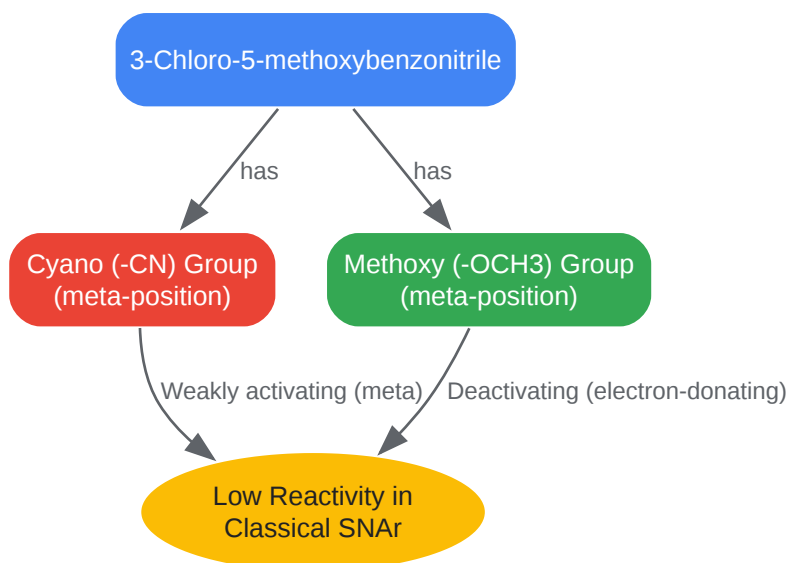 3-Chloro-5-methoxybenzonitrile
has
has
Cyano (-CN) Group
(meta-position)
Methoxy (-OCH3) Group
(meta-position)
Weakly activating (meta)
Deactivating (electron-donating)
Low Reactivity in
Classical SNAr